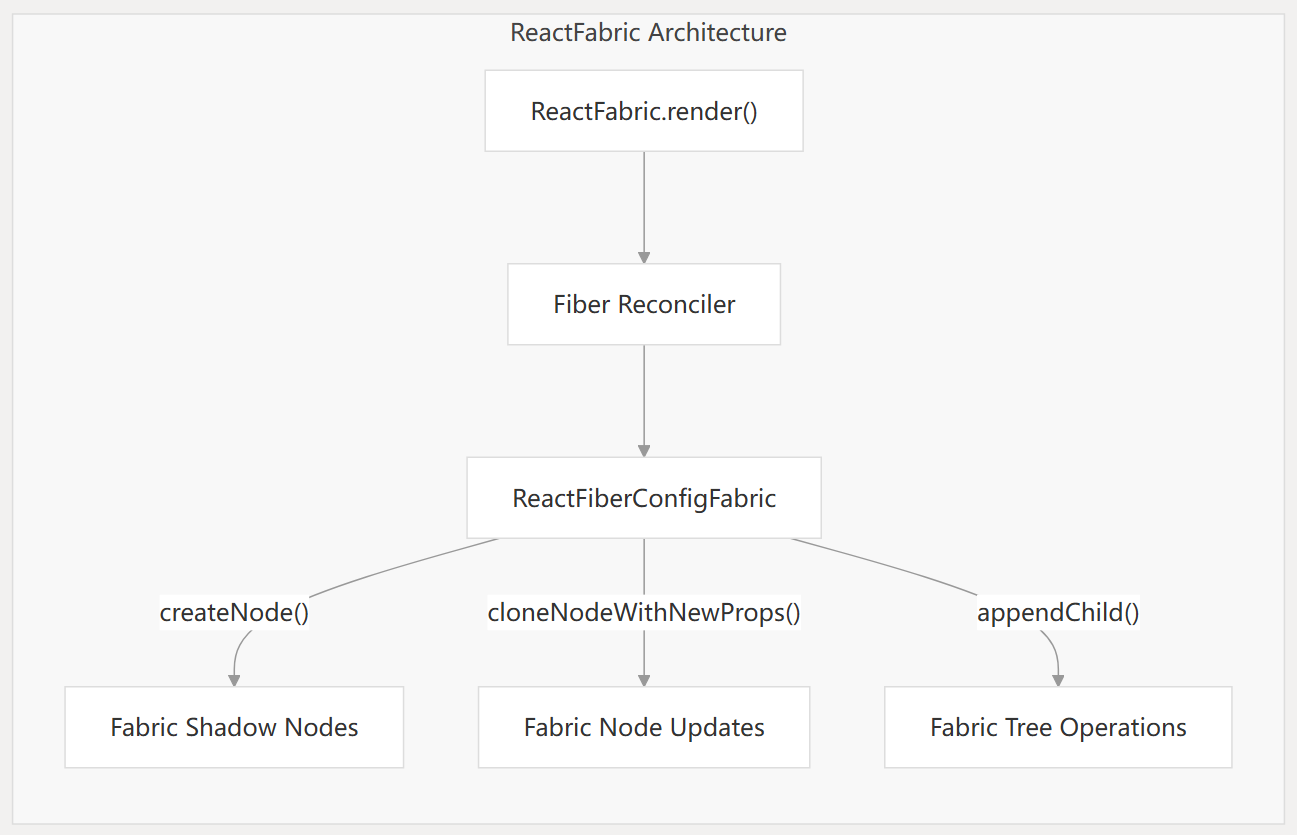 ReactFabric Architecture
ReactFabric.render()
Fiber Reconciler
ReactFiberConfigFabric
createNode()
cloneNodeWithNewProps()
appendChild()
Fabric Shadow Nodes
Fabric Node Updates
Fabric Tree Operations